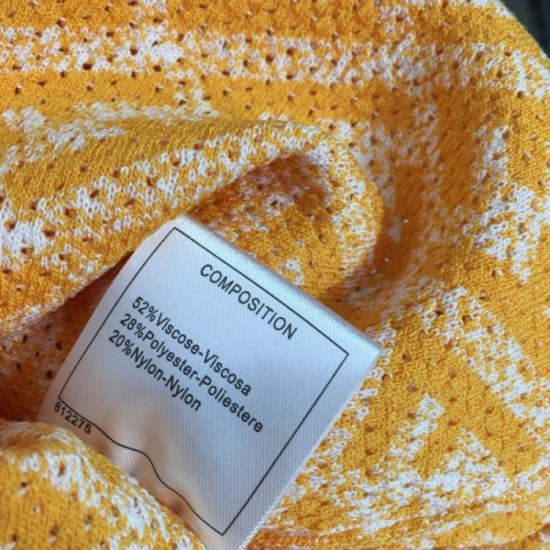 COMPOSITION
52%Viscose-Viscosa
28%Polyester-Poliestere
20%Nylon-Nylon
612275